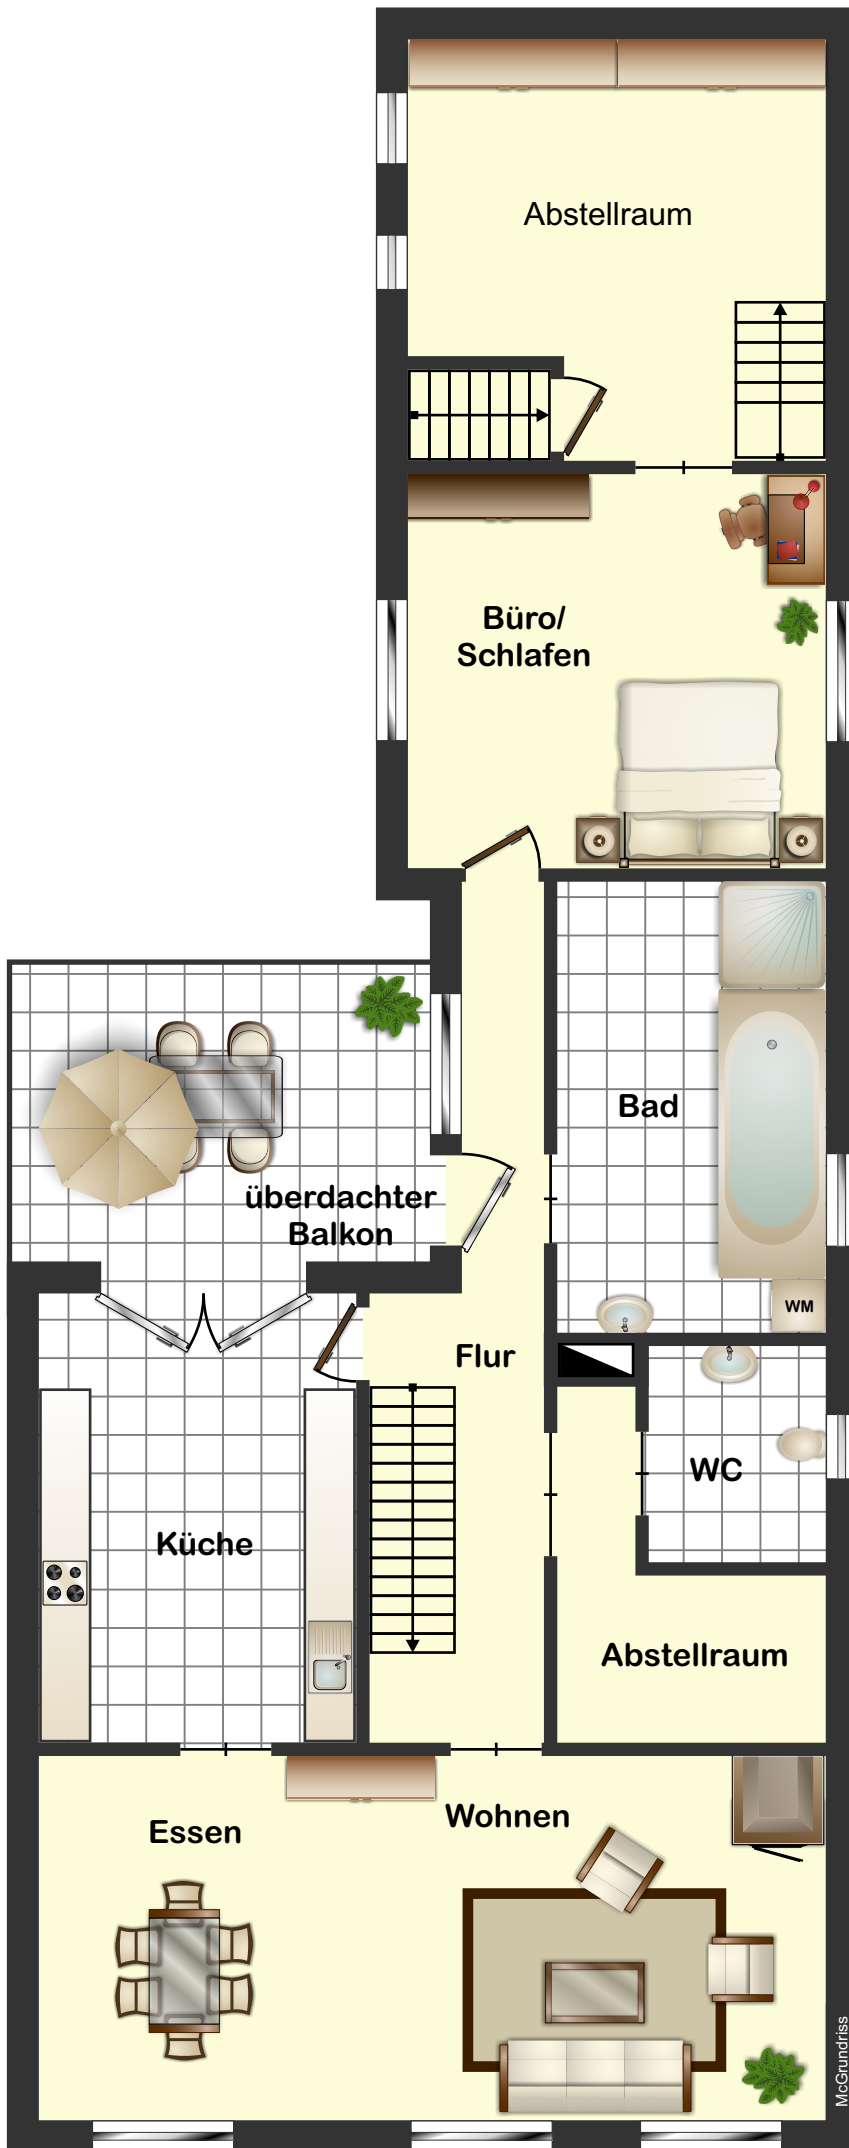 Abstellraum
Büro/
Schlafen
Bad
überdachter
Balkon
WM
Flur
WC
Küche
Abstellraum
Wohnen
Essen
McGrundriss